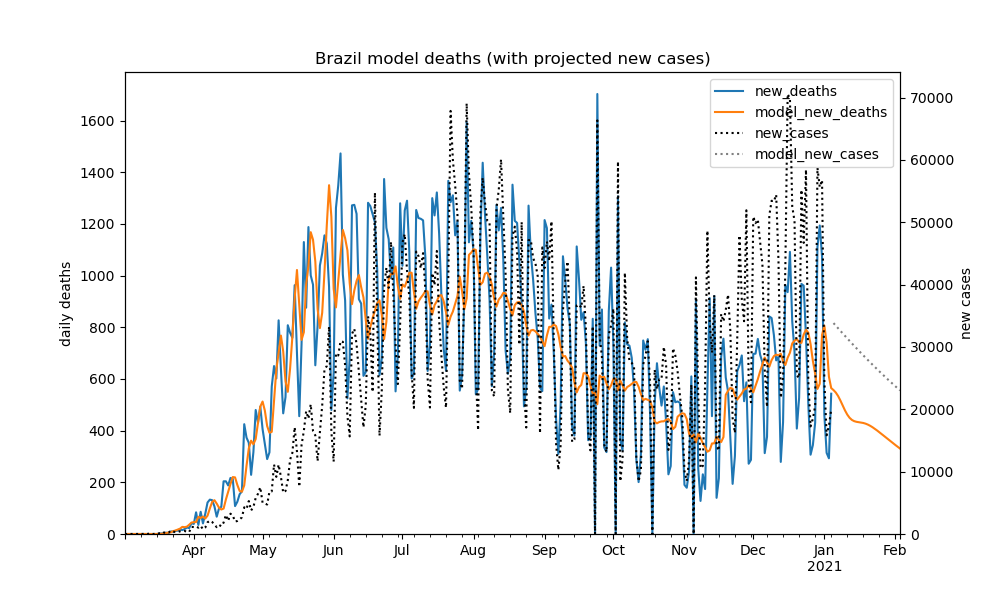 Brazil model deaths (with projected new cases)
new_deaths
model_new_deaths
new_cases
model_new_cases
daily deaths
1600
1400
1200
1000
800
600
400
200
0
new cases
70000
60000
50000
40000
30000
20000
10000
0
Apr May Jun Jul Aug Sep Oct Nov Dec Jan Feb
2021